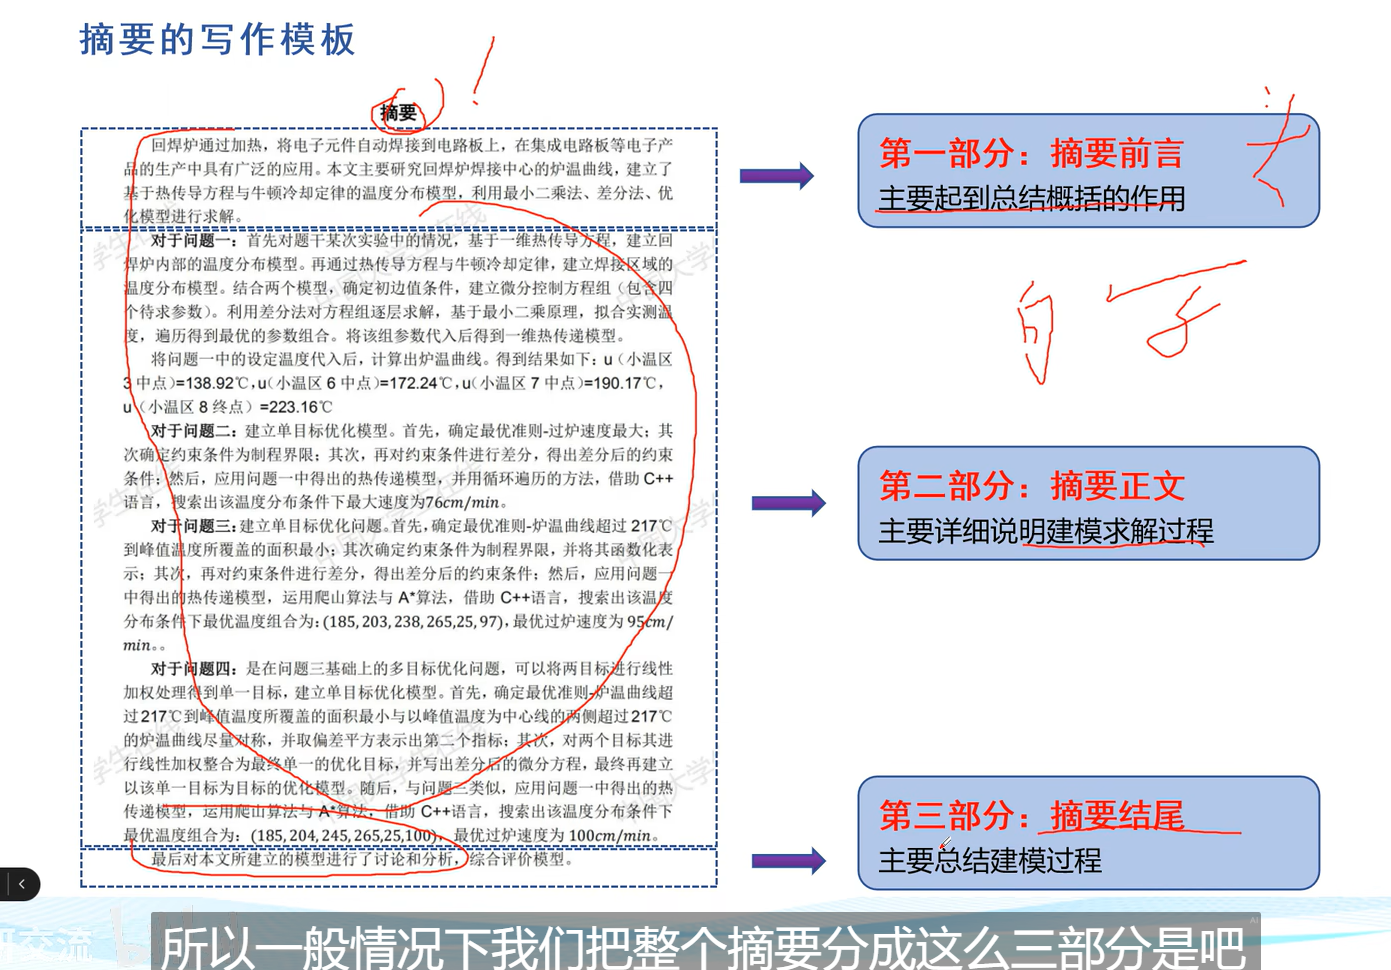 摘要的写作模板
摘要
回焊炉通过加热，将电子元件自动焊接到电路板上，在集成电路板等电子产
品的生产中具有广泛的应用。本文主要研究回焊炉焊接中心的炉温曲线，建立了
基于热传导方程与牛顿冷却定律的温度分布模型，利用最小二乘法、差分法、优
化模型进行求解。
对于问题一：首先对题干某次实验中的情况，基于一维热传导方程，建立回
焊炉内部的温度分布模型。再通过热传导方程与牛顿冷却定律，建立焊接区域的
温度分布模型。结合两个模型，确定初边值条件，建立微分控制方程组（包含四
个待求参数）。利用差分法对方程组逐层求解，基于最小二乘原理，拟合实测温
度，遍历得到最优的参数组合。将该组参数代入后得到一维热传递模型。
将问题一中的设定温度代入后，计算出炉温曲线。得到结果如下：u（小温区
3 中点）=138.92℃，u（小温区 6 中点）=172.24℃，u（小温区 7 中点）=190.17℃，
u（小温区 8 终点）=223.16℃
对于问题二：建立单目标优化模型。首先，确定最优准则-过炉速度最大；其
次确定约束条件为制程界限；其次，再对约束条件进行差分，得出差分后的约束
条件；然后，应用问题一中得出的热传递模型，并用循环遍历的方法，借助 C++
语言，搜索出该温度分布条件下最大速度为76cm/min。
对于问题三：建立单目标优化问题。首先，确定最优准则-炉温曲线超过 217℃
到峰值温度所覆盖的面积最小；其次确定约束条件为制程界限，并将其函数化表
示；其次，再对约束条件进行差分，得出差分后的约束条件；然后，应用问题一
中得出的热传递模型，运用爬山算法与 A*算法，借助 C++语言，搜索出该温度
分布条件下最优温度组合为：(185,203,238,265,25,97)，最优过炉速度为 95cm/
min。。
对于问题四：是在问题三基础上的多目标优化问题，可以将两目标进行线性
加权处理得到单一目标，建立单目标优化模型。首先，确定最优准则-炉温曲线超
过217℃到峰值温度所覆盖的面积最小与以峰值温度为中心线的两侧超过217℃
的炉温曲线尽量对称，并取偏差平方表示出第二个指标；其次，对两个目标其进
行线性加权整合为最终单一的优化目标，并写出差分后的微分方程，最终再建立
以该单一目标为目标的优化模型。随后，与问题三类似，应用问题一中得出的热
传递模型，运用爬山算法与 A*算法，借助 C++语言，搜索出该温度分布条件下
最优温度组合为：(185,204,245,265,25,100)，最优过炉速度为 100cm/min。
最后对本文所建立的模型进行了讨论和分析，综合评价模型。
第一部分：摘要前言
主要起到总结概括的作用
第二部分：摘要正文
主要详细说明建模求解过程
第三部分：摘要结尾
主要总结建模过程
所以一般情况下我们把整个摘要分成这么三部分是吧